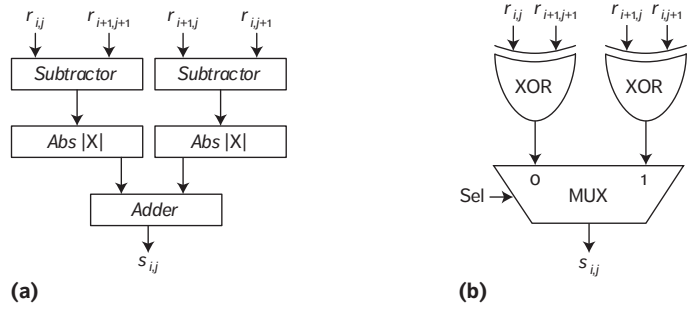 r i,j r i+1,j+1 r i+1,j r i,j+1
Subtractor Subtractor
Abs |X| Abs |X|
Adder
s i,j
(a)
r i,j r i+1,j+1 r i+1,j r i,j+1
XOR XOR
0 1
Sel MUX
s i,j
(b)